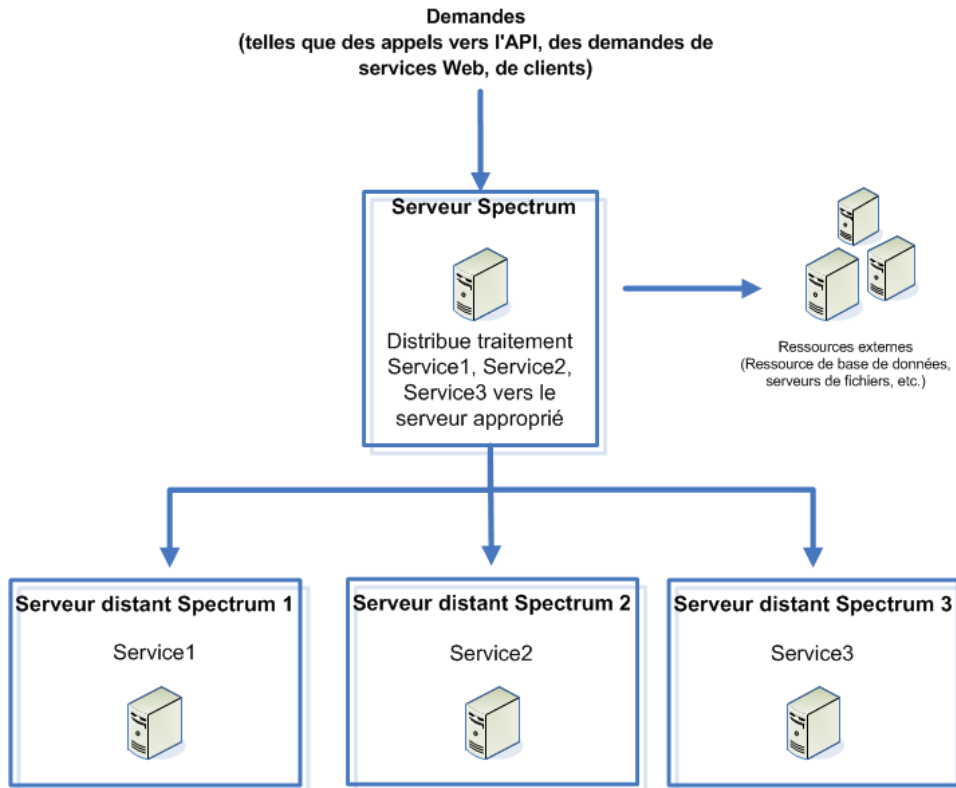 Demandes
(telles que des appels vers l'API, des demandes de
services Web, de clients)
Serveur Spectrum
Distribue traitement
Service1, Service2,
Service3 vers le
serveur approprié
Ressources externes
(Ressource de base de données,
serveurs de fichiers, etc.)
Serveur distant Spectrum 1
Service1
Serveur distant Spectrum 2
Service2
Serveur distant Spectrum 3
Service3